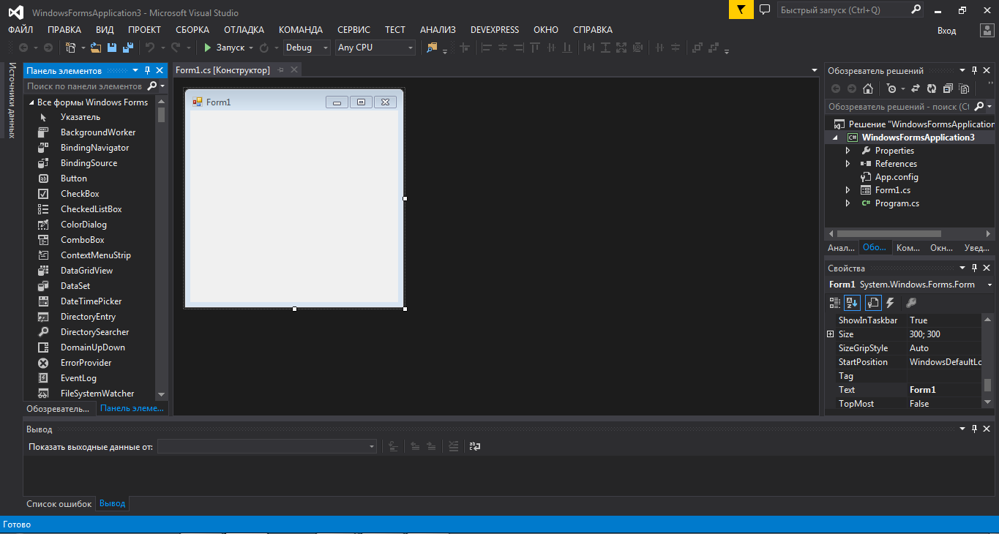 WindowsFormsApplication3 - Microsoft Visual Studio
Быстрый запуск (Ctrl+Q)
ФАЙЛ ПРАВКА ВИД ПРОЕКТ СБОРКА ОТЛАДКА КОМАНДА СЕРВИС ТЕСТ АНАЛИЗ DEVEXPRESS ОКНО СПРАВКА
Вход
Запуск Debug Any CPU
Источники данных
Панель элементов
Поиск по панели элементов
Все формы Windows Forms
Указатель
BackgroundWorker
BindingNavigator
BindingSource
Button
CheckBox
CheckedListBox
ColorDialog
ComboBox
ContextMenuStrip
DataGridView
DataSet
DateTimePicker
DirectoryEntry
DirectorySearcher
DomainUpDown
ErrorProvider
EventLog
FileSystemWatcher
Обозреватель... Панель элеме...
Form1.cs [Конструктор]
Form1
Обозреватель решений
Обозреватель решений - поиск (Ct
Решение "WindowsFormsApplication
WindowsFormsApplication3
Properties
References
App.config
Form1.cs
Program.cs
Анал... Обо... Ком... Окн... Увед...
Свойства
Form1 System.Windows.Forms.Form
ShowInTaskbar True
Size 300; 300
SizeGripStyle Auto
StartPosition WindowsDefaultLo
Tag
Text Form1
TopMost False
Вывод
Показать выходные данные от:
Список ошибок Вывод
Готово